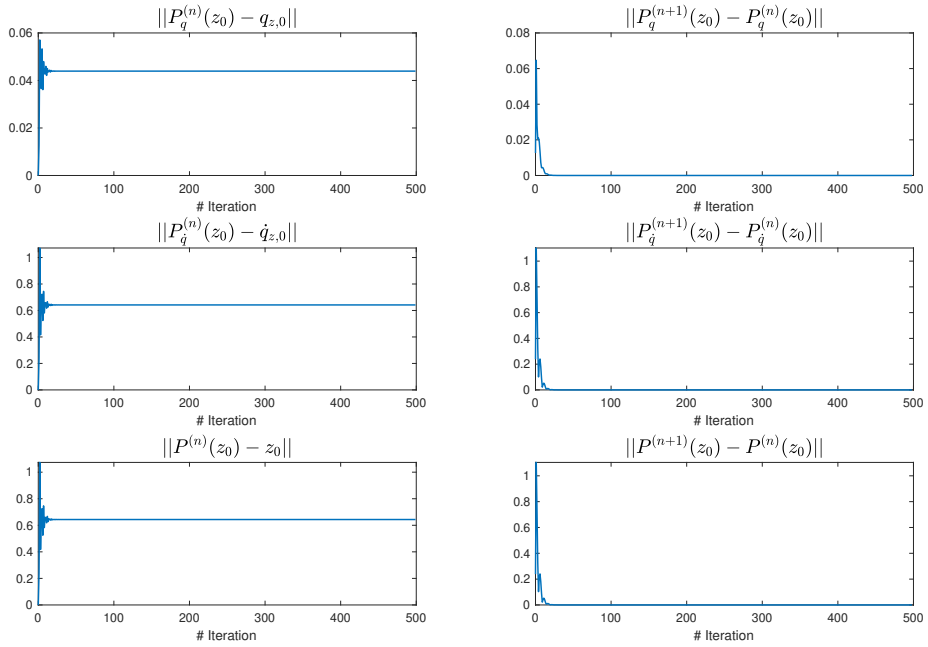 ||P_q^{(n)}(z_0) − q_{z,0}||
0.06
0.04
0.02
0
0 100 200 300 400 500
# Iteration
||P_q^{(n+1)}(z_0) − P_q^{(n)}(z_0)||
0.08
0.06
0.04
0.02
0
0 100 200 300 400 500
# Iteration
||P_{q̇}^{(n)}(z_0) − q̇_{z,0}||
1
0.8
0.6
0.4
0.2
0
0 100 200 300 400 500
# Iteration
||P_{q̇}^{(n+1)}(z_0) − P_{q̇}^{(n)}(z_0)||
1
0.8
0.6
0.4
0.2
0
0 100 200 300 400 500
# Iteration
||P^{(n)}(z_0) − z_0||
1
0.8
0.6
0.4
0.2
0
0 100 200 300 400 500
# Iteration
||P^{(n+1)}(z_0) − P^{(n)}(z_0)||
1
0.8
0.6
0.4
0.2
0
0 100 200 300 400 500
# Iteration